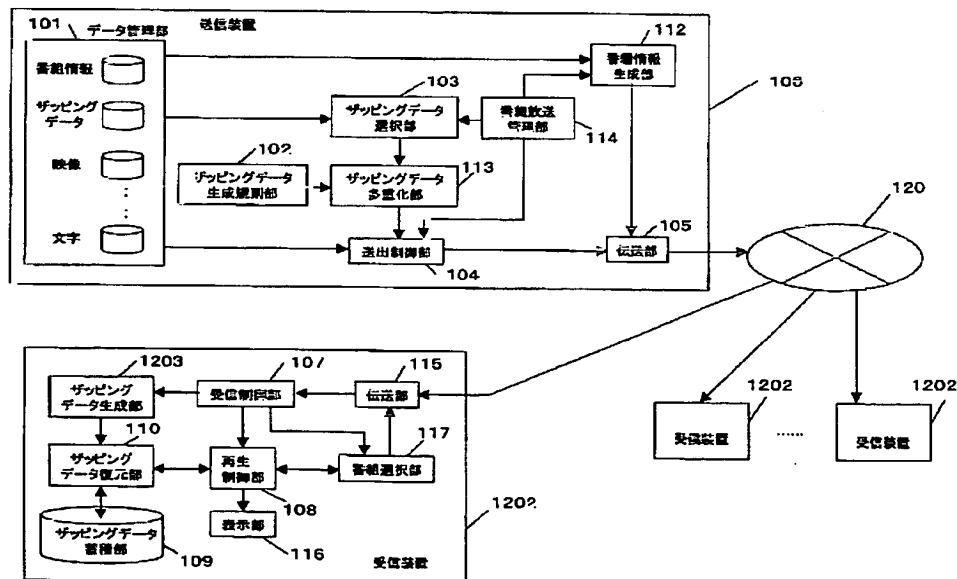 101
データ管理部
送信装置
番組情報
ザッピング
データ
映像
文字
102
ザッピングデータ
生成規則部
103
ザッピングデータ
選択部
113
ザッピングデータ
多重化部
送出制御部
104
番組放送
管理部
114
112
番組情報
生成部
105
伝送部
106
120
1203
ザッピング
データ生成部
107
受信制御部
115
伝送部
110
ザッピング
データ復元部
再生
制御部
108
117
番組選択部
ザッピングデータ
蓄積部
109
表示部
116
受信装置
1202
1202
受信装置
……
1202
受信装置